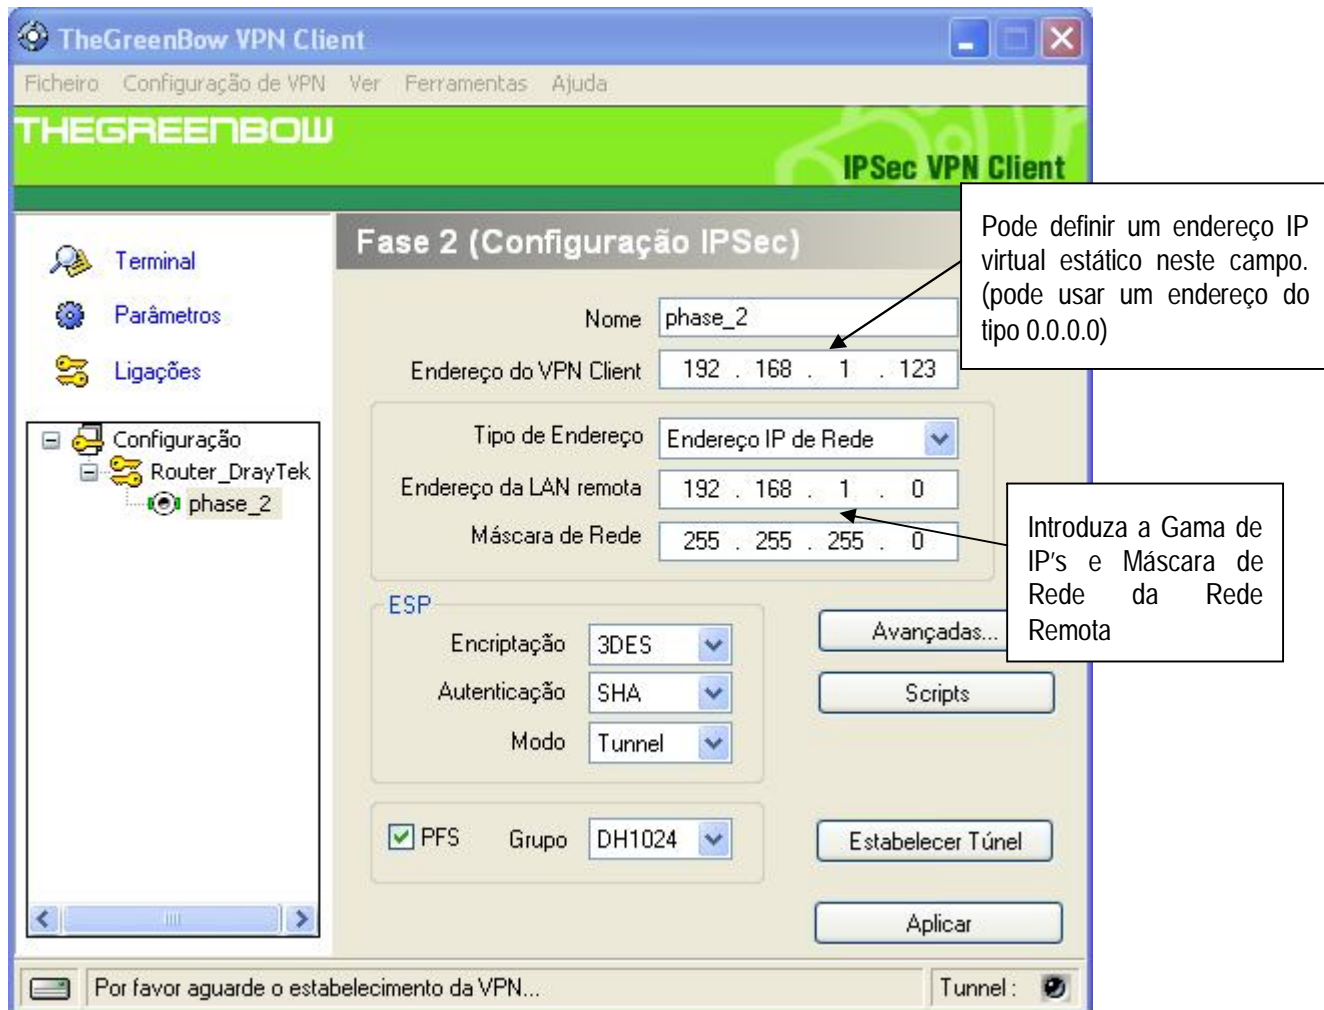 TheGreenBow VPN Client
Ficheiro Configuração de VPN Ver Ferramentas Ajuda
THEGREENBOW
IPSec VPN Client
Terminal
Parâmetros
Ligações
Configuração
Router_DrayTek
phase_2
Fase 2 (Configuração IPSec)
Nome phase_2
Endereço do VPN Client 192 . 168 . 1 . 123
Tipo de Endereço Endereço IP de Rede
Endereço da LAN remota 192 . 168 . 1 . 0
Máscara de Rede 255 . 255 . 255 . 0
ESP
Encriptação 3DES
Autenticação SHA
Modo Tunnel
Avançadas...
Scripts
PFS Grupo DH1024
Estabelecer Túnel
Aplicar
Por favor aguarde o estabelecimento da VPN...
Tunnel :
Pode definir um endereço IP
virtual estático neste campo.
(pode usar um endereço do
tipo 0.0.0.0)
Introduza a Gama de
IP's e Máscara de
Rede da Rede
Remota